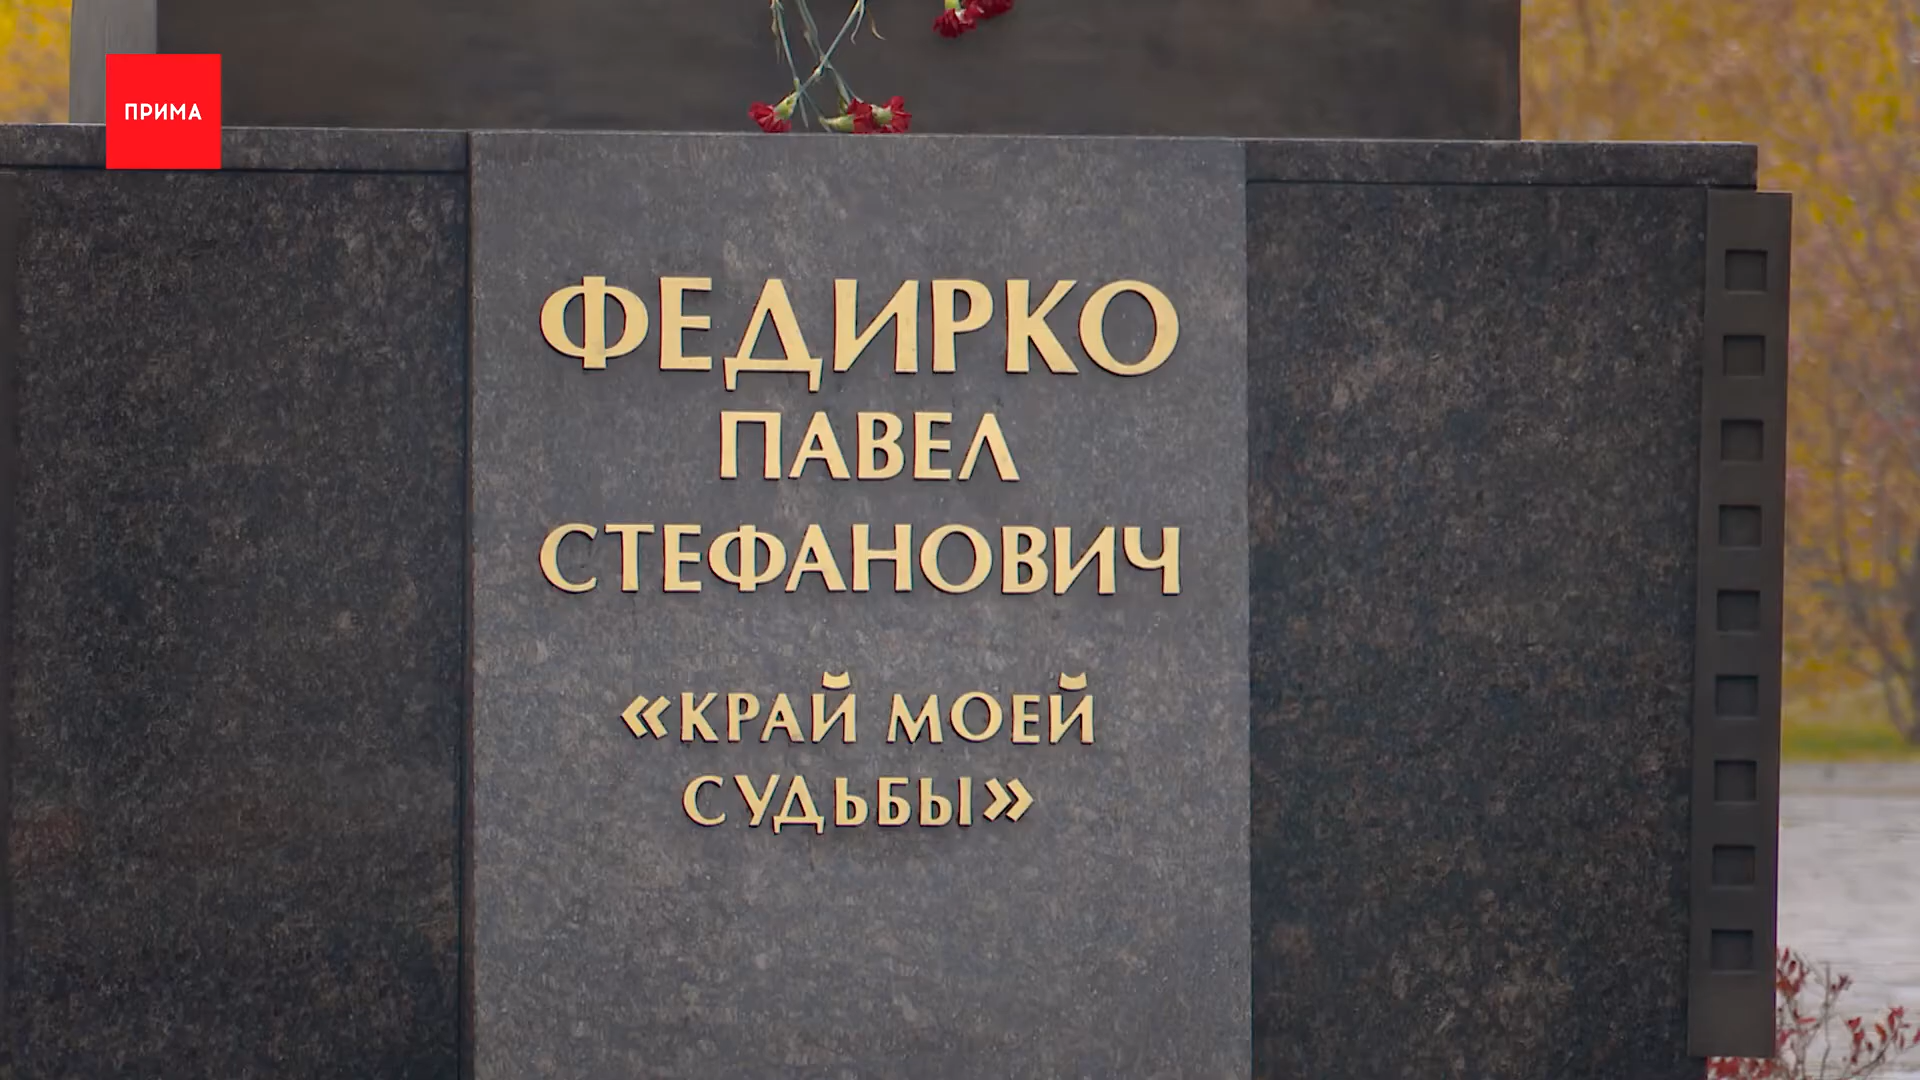 ПРИМА
ФЕДИРКО
ПАВЕЛ
СТЕФАНОВИЧ
«КРАЙ МОЕЙ
СУДЬБЫ»